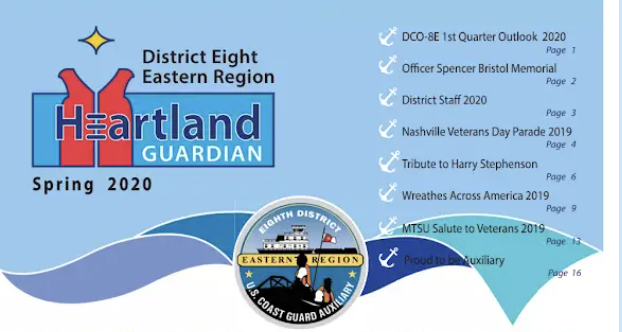 District Eight
Eastern Region
Heartland
GUARDIAN
Spring 2020
DCO-8E 1st Quarter Outlook 2020
Page 1
Officer Spencer Bristol Memorial
Page 2
District Staff 2020
Page 3
Nashville Veterans Day Parade 2019
Page 4
Tribute to Harry Stephenson
Page 6
Wreathes Across America 2019
Page 9
MTSU Salute to Veterans 2019
Page 13
Proud to be Auxiliary
Page 16
EIGHTH DISTRICT
EASTERN REGION
U.S. COAST GUARD AUXILIARY